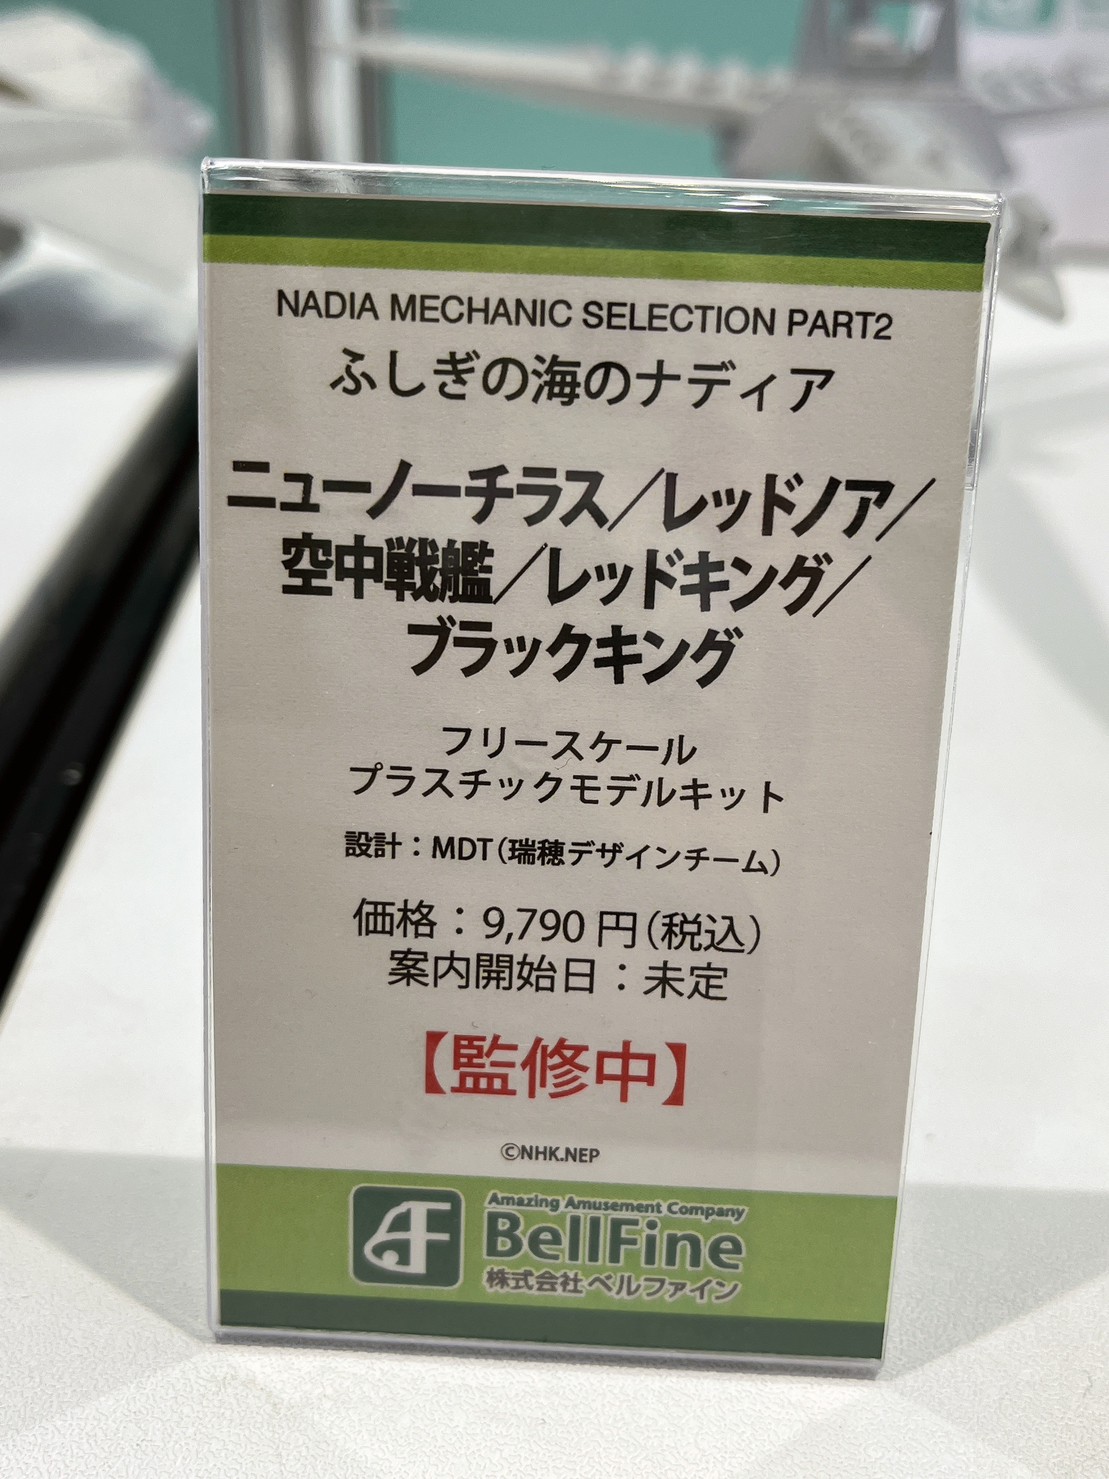 NADIA MECHANIC SELECTION PART2
ふしぎの海のナディア
ニューノーチラス／レッドノア／
空中戦艦／レッドキング／
ブラックキング
フリースケール
プラスチックモデルキット
設計：MDT（瑞穂デザインチーム）
価格：9,790 円（税込）
案内開始日：未定
【監修中】
©NHK.NEP
AF
Amazing Amusement Company
BellFine
株式会社ベルファイン